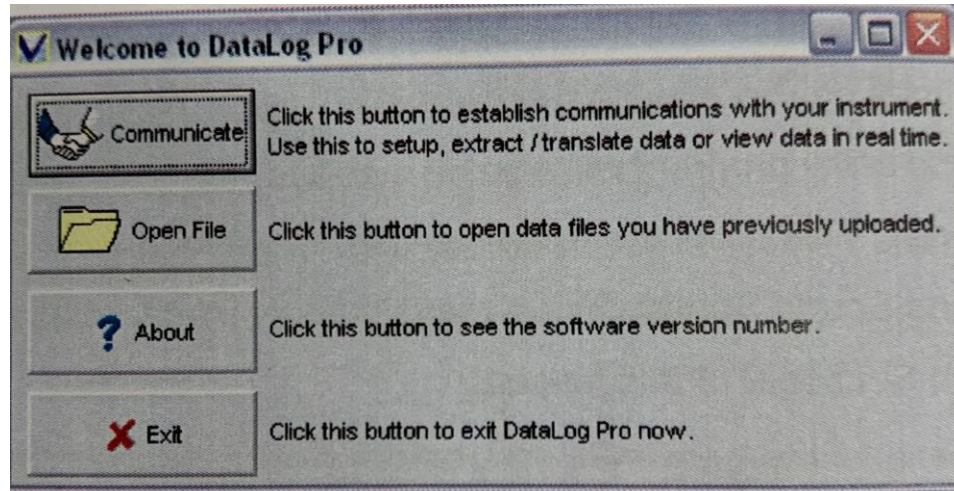 Welcome to DataLog Pro
Communicate
Click this button to establish communications with your instrument.
Use this to setup, extract / translate data or view data in real time.
Open File
Click this button to open data files you have previously uploaded.
? About
Click this button to see the software version number.
Exit
Click this button to exit DataLog Pro now.